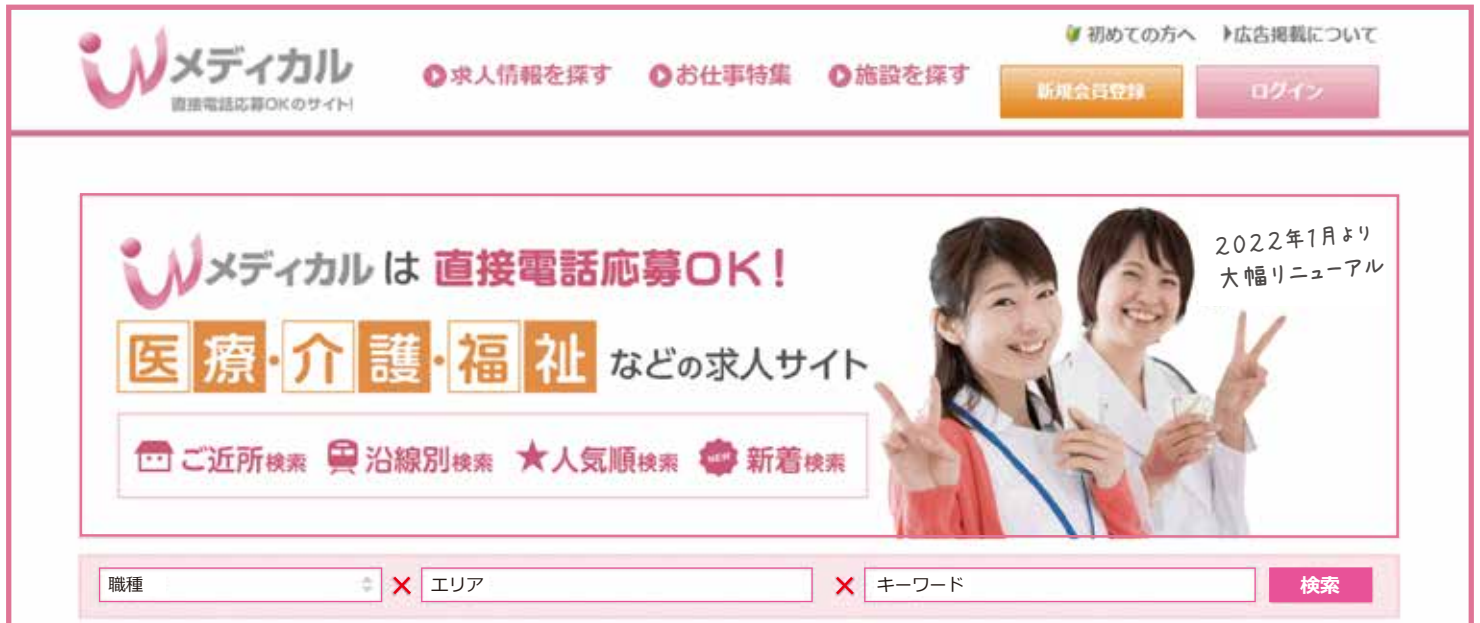 初めての方へ 広告掲載について
メディカル
直接電話応募OKのサイト!
求人情報を探す お仕事特集 施設を探す
新規会員登録 ログイン
メディカル は 直接電話応募OK!
2022年1月より
大幅リニューアル
医療・介護・福祉 などの求人サイト
ご近所検索 沿線別検索 人気順検索 NEW 新着検索
職種 × エリア × キーワード 検索